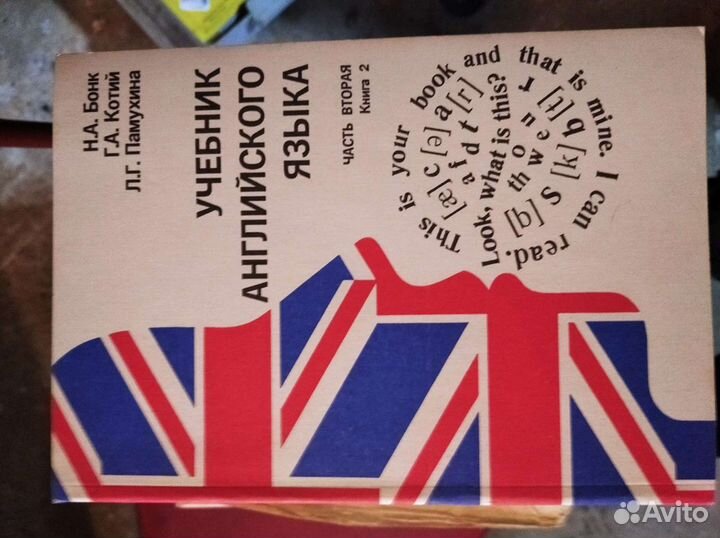 Н.А. Бонк
Г.А. Котий
Л.Г. Памухина
УЧЕБНИК
АНГЛИЙСКОГО
ЯЗЫКА
ЧАСТЬ ВТОРАЯ
Книга 2
This is your book and that is mine. I can read.
Look, what is this?
[æ] c [ə] a [r]
a f d t
th w e
S [k] b [t]
Avito